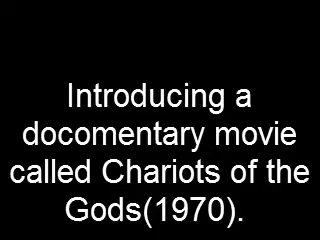 Introducing a
docomentary movie
called Chariots of the
Gods(1970).